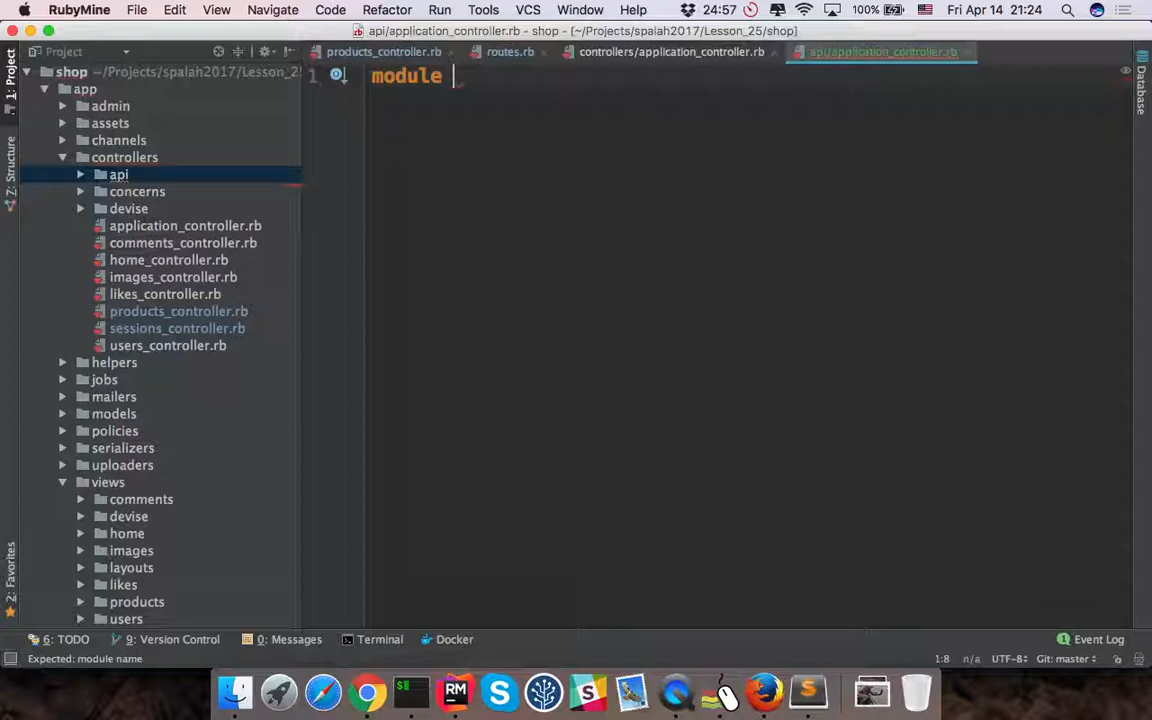 RubyMine File Edit View Navigate Code Refactor Run Tools VCS Window Help 24:57 100% Fri Apr 14 21:24
api/application_controller.rb - shop - [~/Projects/spalah2017/Lesson_25/shop]
Project
products_controller.rb routes.rb controllers/application_controller.rb api/application_controller.rb
shop ~/Projects/spalah2017/Lesson_2
1 module
app
admin
assets
channels
controllers
api
concerns
devise
application_controller.rb
comments_controller.rb
home_controller.rb
images_controller.rb
likes_controller.rb
products_controller.rb
sessions_controller.rb
users_controller.rb
helpers
jobs
mailers
models
policies
serializers
uploaders
views
comments
devise
home
images
layouts
likes
products
users
1: Project
Z: Structure
2: Favorites
Database
6: TODO 9: Version Control 0: Messages Terminal Docker 1 Event Log
Expected: module name 1:8 n/a UTF-8 Git: master
RM